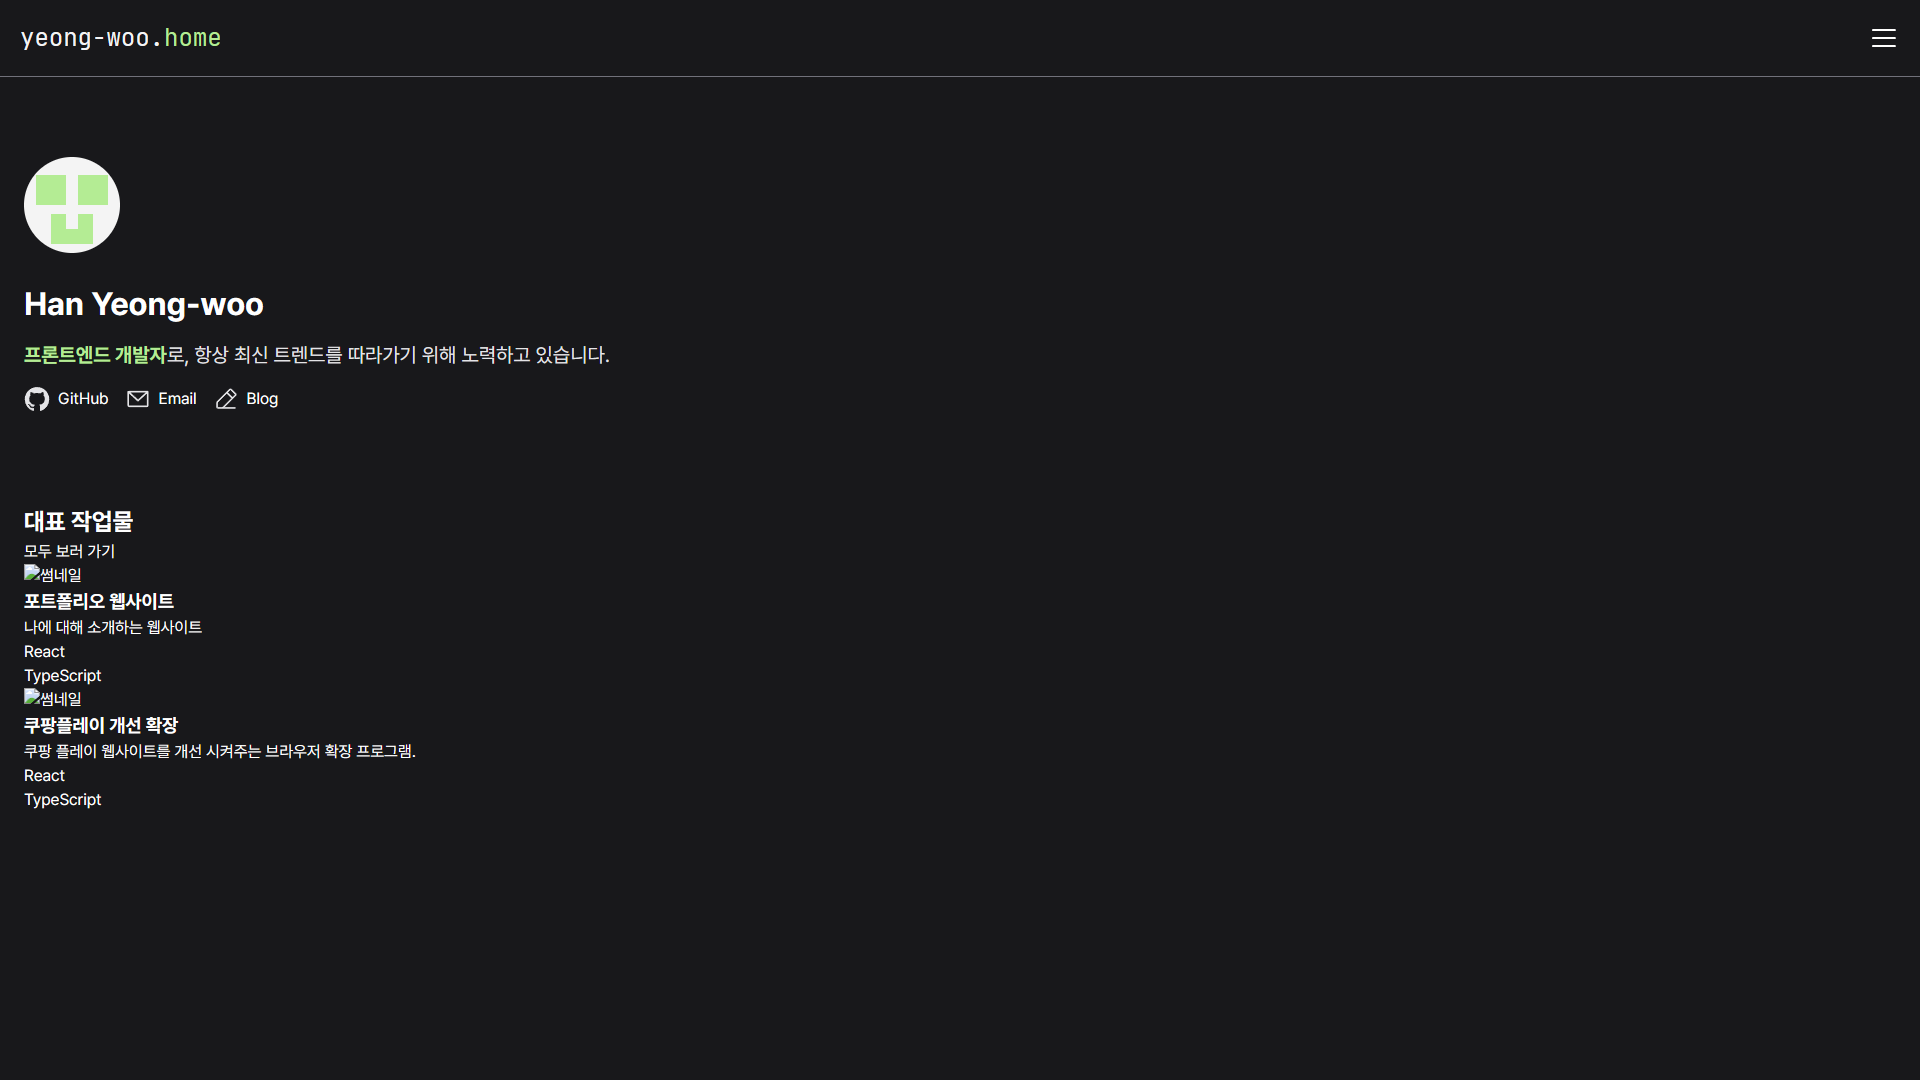 yeong-woo.home
Han Yeong-woo
프론트엔드 개발자로, 항상 최신 트렌드를 따라가기 위해 노력하고 있습니다.
GitHub Email Blog
대표 작업물
모두 보러 가기
썸네일
포트폴리오 웹사이트
나에 대해 소개하는 웹사이트
React
TypeScript
썸네일
쿠팡플레이 개선 확장
쿠팡 플레이 웹사이트를 개선 시켜주는 브라우저 확장 프로그램.
React
TypeScript